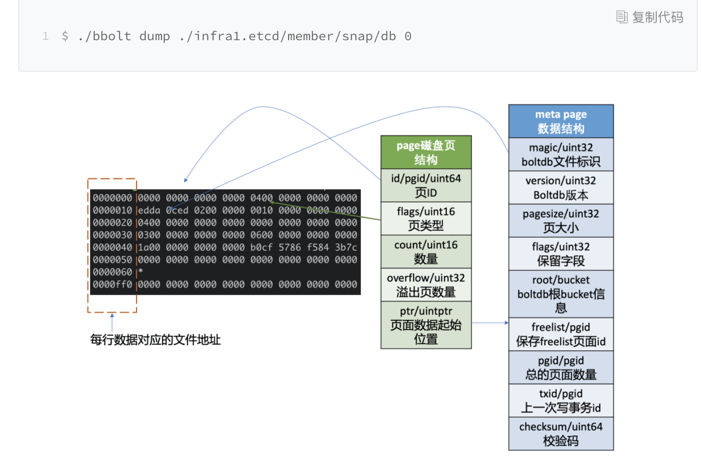 复制代码
1 $ ./bbolt dump ./infra1.etcd/member/snap/db 0
0000000 0000 0000 0000 0000 0400 0000 0000 0000
0000010 edda 0ced 0200 0000 0010 0000 0000 0000
0000020 0400 0000 0000 0000 0000 0000 0000 0000
0000030 0300 0000 0000 0000 0600 0000 0000 0000
0000040 1a00 0000 0000 0000 b0cf 5786 f584 3b7c
0000050 0000 0000 0000 0000 0000 0000 0000 0000
0000060 *
0000ff0 0000 0000 0000 0000 0000 0000 0000 0000
每行数据对应的文件地址
page磁盘页
结构
id/pgid/uint64
页ID
flags/uint16
页类型
count/uint16
数量
overflow/uint32
溢出页数量
ptr/uintptr
页面数据起始
位置
meta page
数据结构
magic/uint32
boltdb文件标识
version/uint32
Boltdb版本
pagesize/uint32
页大小
flags/uint32
保留字段
root/bucket
boltdb根bucket信
息
freelist/pgid
保存freelist页面id
pgid/pgid
总的页面数量
txid/pgid
上一次写事务id
checksum/uint64
校验码